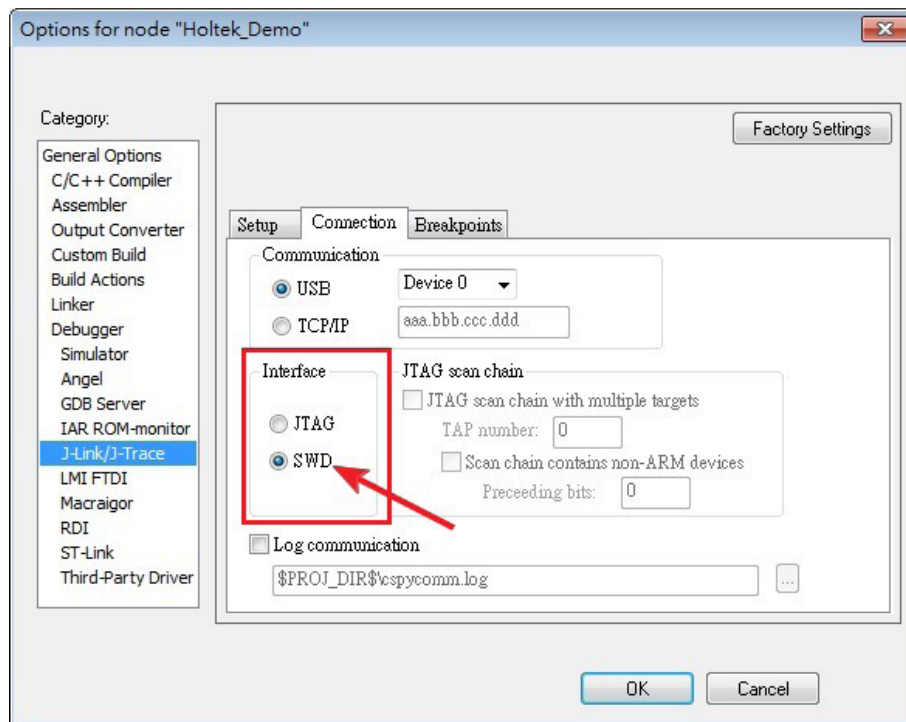 Options for node "Holtek_Demo"
Category:
Factory Settings
General Options
C/C++ Compiler
Assembler
Output Converter
Custom Build
Build Actions
Linker
Debugger
Simulator
Angel
GDB Server
IAR ROM-monitor
J-Link/J-Trace
LMI FTDI
Macraigor
RDI
ST-Link
Third-Party Driver
Setup Connection Breakpoints
Communication
USB Device 0
TCP/IP aaa.bbb.ccc.ddd
Interface
JTAG
SWD
JTAG scan chain
JTAG scan chain with multiple targets
TAP number: 0
Scan chain contains non-ARM devices
Preceeding bits: 0
Log communication
$PROJ_DIR$\cspycomm.log ...
OK Cancel